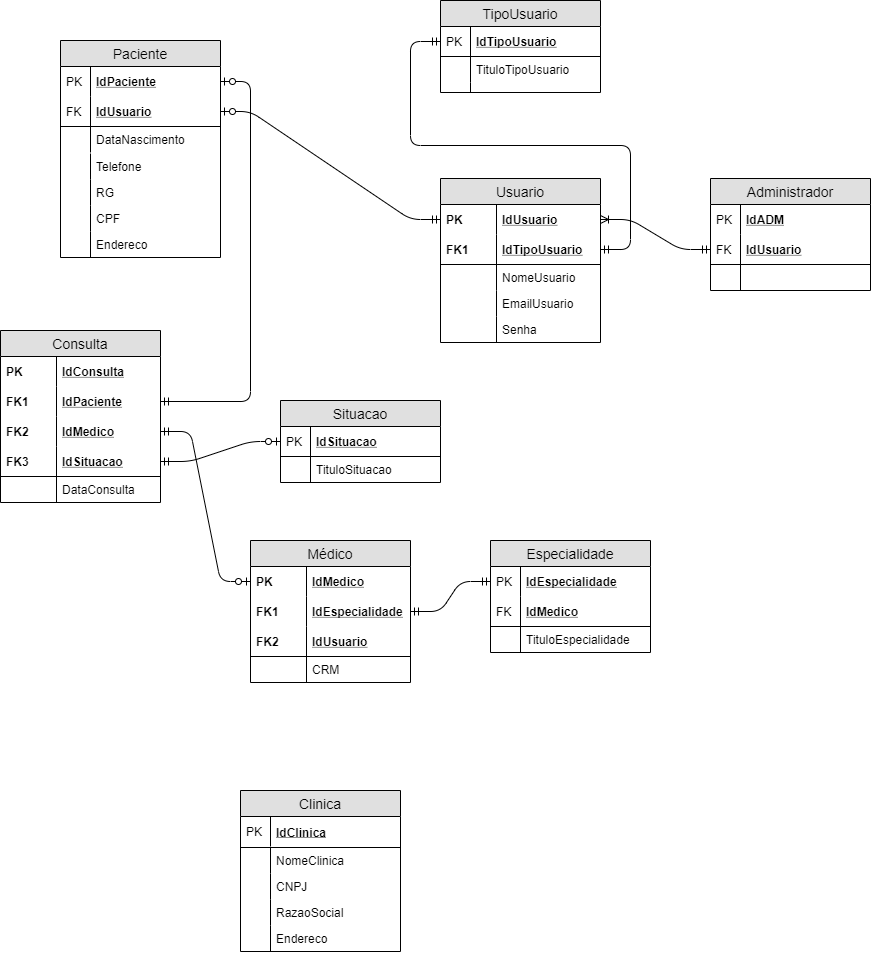 TipoUsuario
PK IdTipoUsuario
TituloTipoUsuario
Paciente
PK IdPaciente
FK IdUsuario
DataNascimento
Telefone
RG
CPF
Endereco
Usuario
PK IdUsuario
FK1 IdTipoUsuario
NomeUsuario
EmailUsuario
Senha
Administrador
PK IdADM
FK IdUsuario
Consulta
PK IdConsulta
FK1 IdPaciente
FK2 IdMedico
FK3 IdSituacao
DataConsulta
Situacao
PK IdSituacao
TituloSituacao
Médico
PK IdMedico
FK1 IdEspecialidade
FK2 IdUsuario
CRM
Especialidade
PK IdEspecialidade
FK IdMedico
TituloEspecialidade
Clinica
PK IdClinica
NomeClinica
CNPJ
RazaoSocial
Endereco